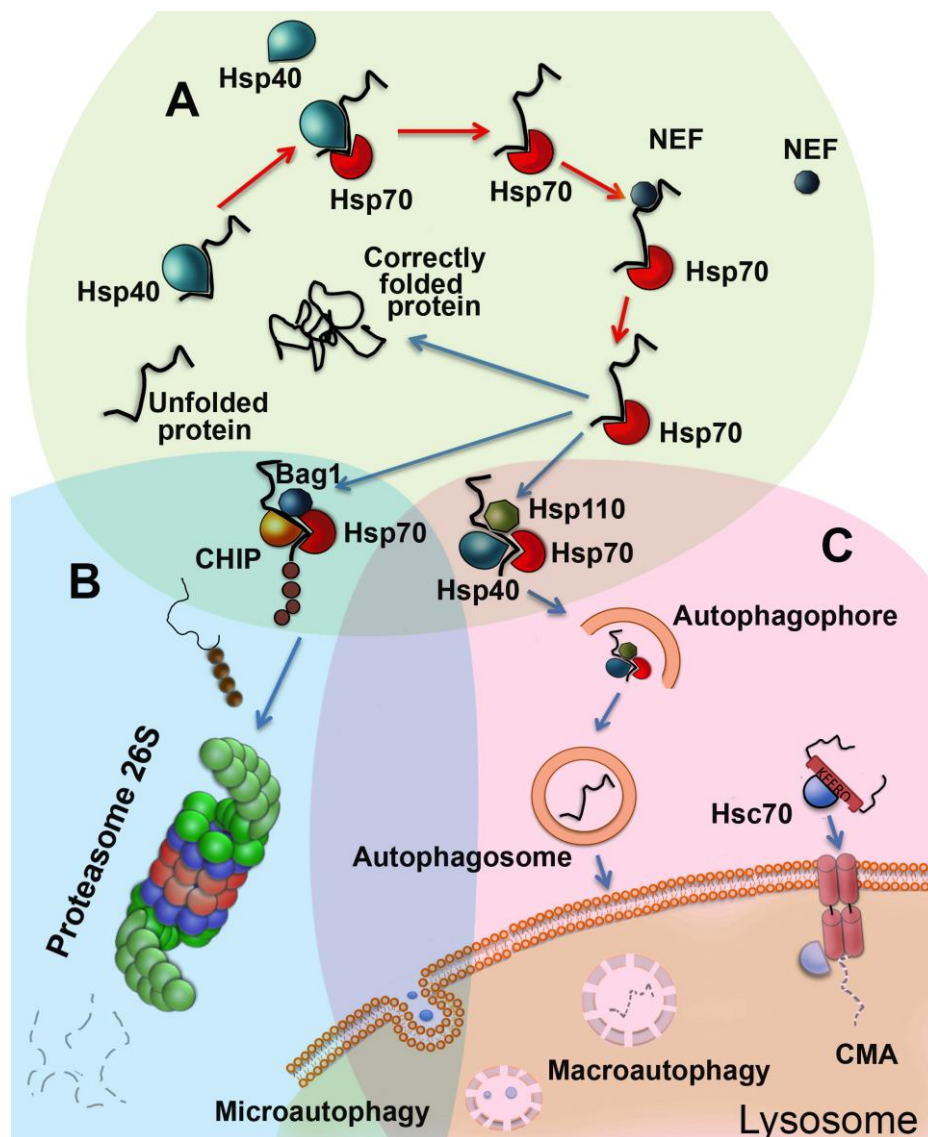 Hsp40
A
NEF
NEF
Hsp70
Hsp70
Hsp40
Hsp70
Correctly
folded
protein
Unfolded
protein
Hsp70
Bag1
Hsp70
CHIP
B
Hsp110
Hsp70
Hsp40
C
Autophagophore
Proteasome 26S
KFERQ
Hsc70
Autophagosome
Macroautophagy
CMA
Microautophagy
Lysosome